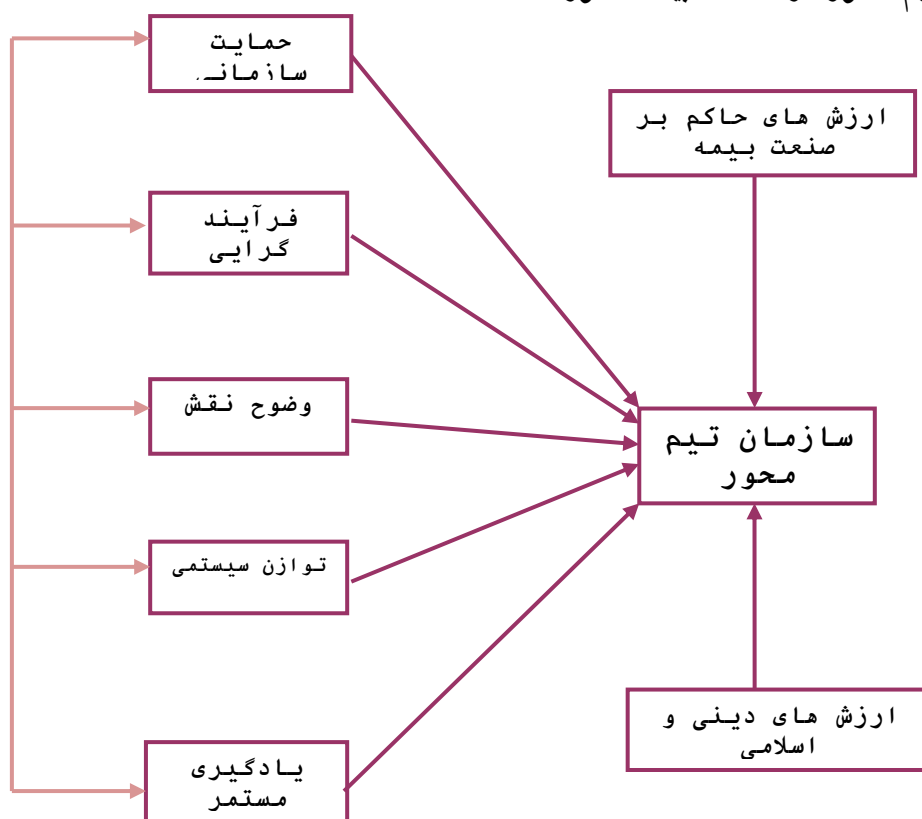 حمایت
سازمانی
ارزش های حاکم بر
صنعت بیمه
فرآیند
گرایی
وضوح نقش
سازمان تیم
محور
توازن سیستمی
ارزش های دینی و
اسلامی
یادگیری
مستمر